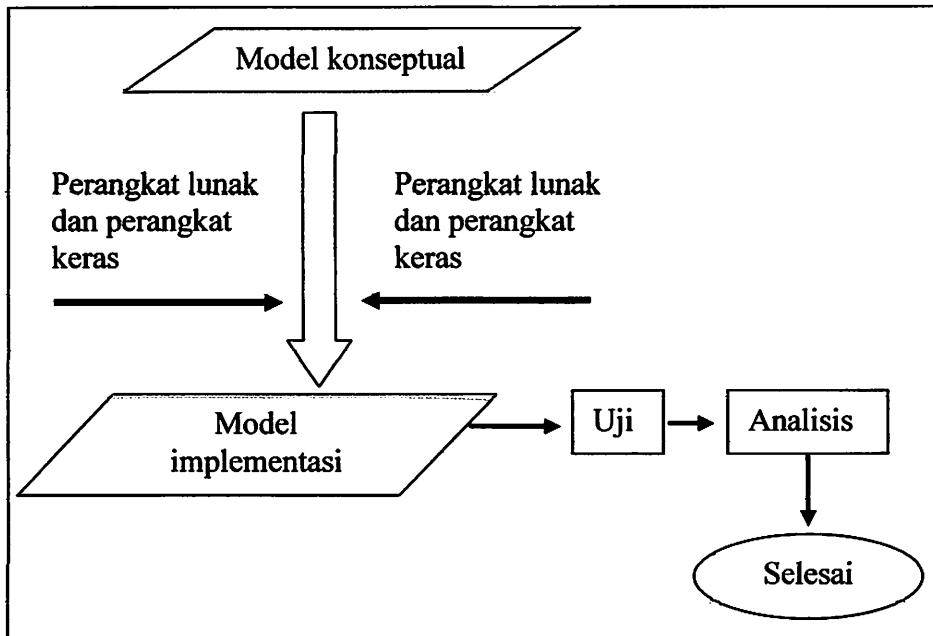 Model konseptual
Perangkat lunak
dan perangkat
keras
Perangkat lunak
dan perangkat
keras
Model
implementasi
Uji
Analisis
Selesai